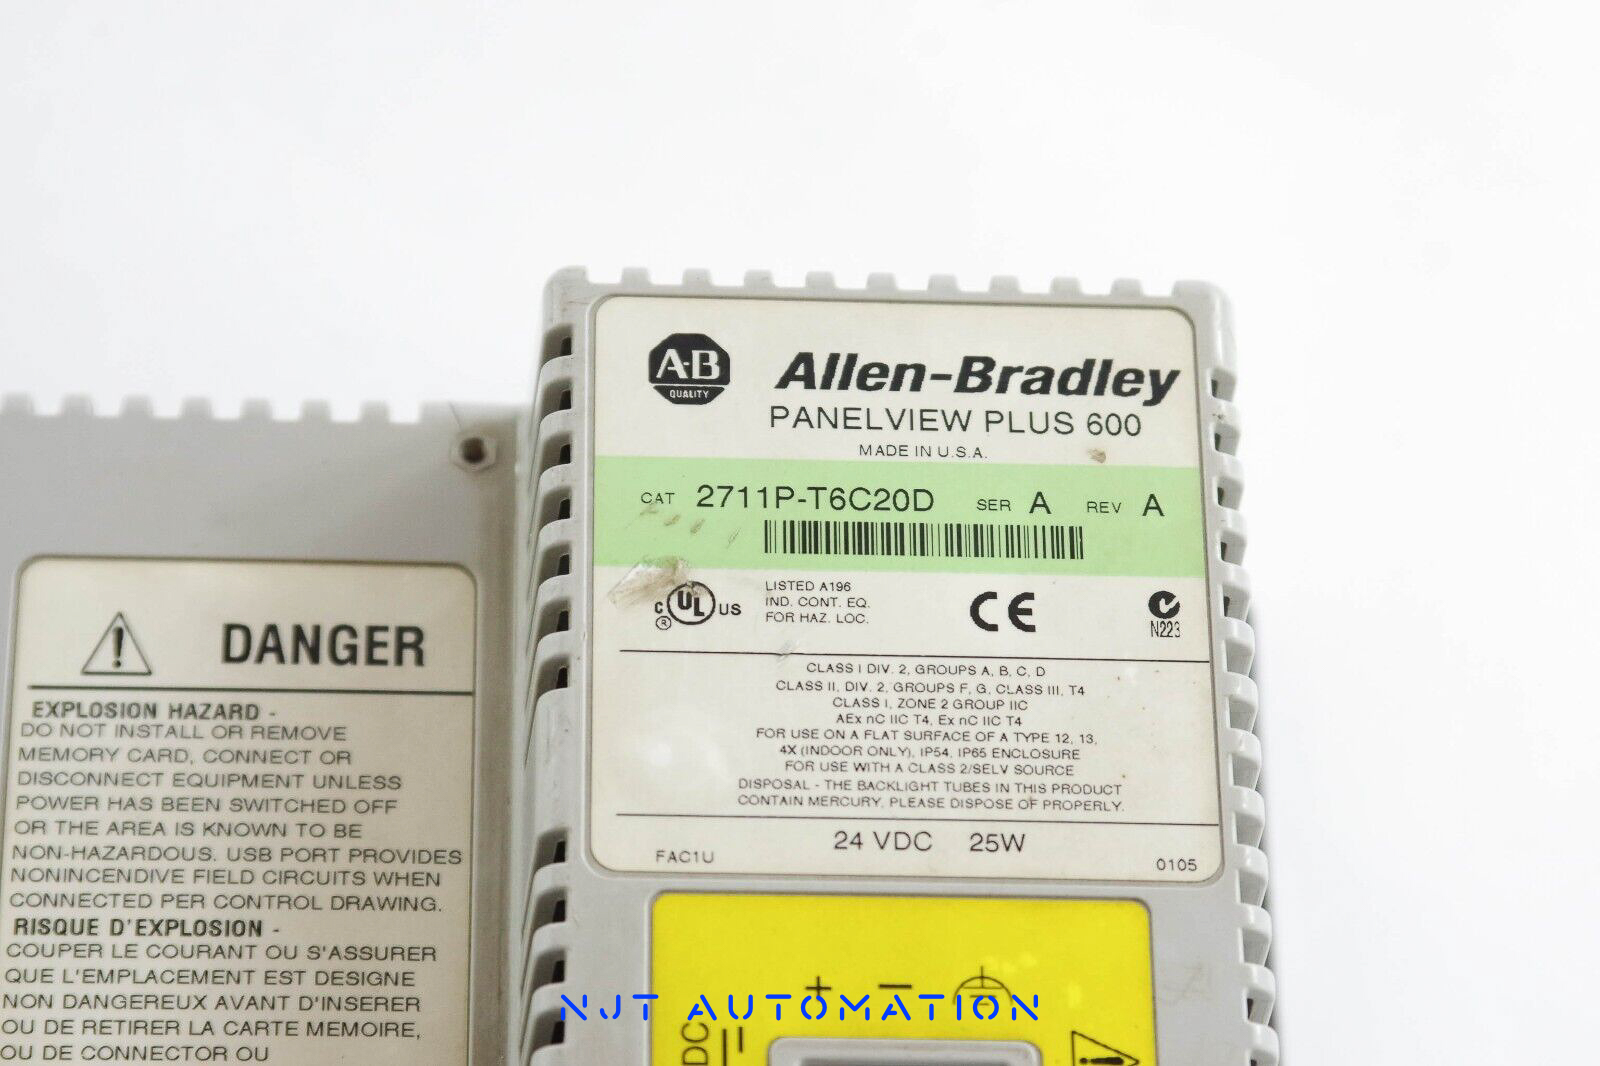 A-B
QUALITY
Allen-Bradley
PANELVIEW PLUS 600
MADE IN U.S.A.
CAT 2711P-T6C20D SER A REV A
C UL US
®
LISTED A196
IND. CONT. EQ.
FOR HAZ. LOC.
CE
N223
CLASS I DIV. 2, GROUPS A, B, C, D
CLASS II, DIV. 2, GROUPS F, G, CLASS III, T4
CLASS I, ZONE 2 GROUP IIC
AEx nC IIC T4, Ex nC IIC T4
FOR USE ON A FLAT SURFACE OF A TYPE 12, 13,
4X (INDOOR ONLY), IP54, IP65 ENCLOSURE
FOR USE WITH A CLASS 2/SELV SOURCE
DISPOSAL - THE BACKLIGHT TUBES IN THIS PRODUCT
CONTAIN MERCURY. PLEASE DISPOSE OF PROPERLY.
24 VDC 25W
FAC1U
0105
+ −
DC
DANGER
EXPLOSION HAZARD -
DO NOT INSTALL OR REMOVE
MEMORY CARD, CONNECT OR
DISCONNECT EQUIPMENT UNLESS
POWER HAS BEEN SWITCHED OFF
OR THE AREA IS KNOWN TO BE
NON-HAZARDOUS. USB PORT PROVIDES
NONINCENDIVE FIELD CIRCUITS WHEN
CONNECTED PER CONTROL DRAWING.
RISQUE D'EXPLOSION -
COUPER LE COURANT OU S'ASSURER
QUE L'EMPLACEMENT EST DESIGNE
NON DANGEREUX AVANT D'INSERER
OU DE RETIRER LA CARTE MEMOIRE,
OU DE CONNECTOR OU
NJT AUTOMATION